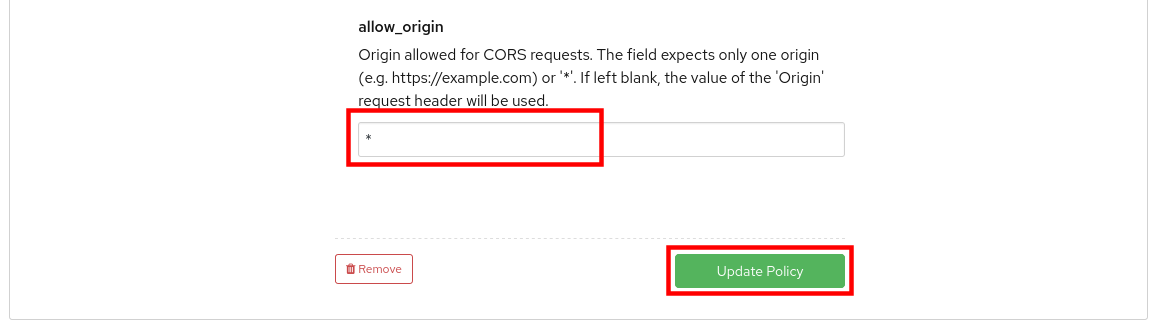 allow_origin
Origin allowed for CORS requests. The field expects only one origin
(e.g. https://example.com) or '*'. If left blank, the value of the 'Origin'
request header will be used.
*
Remove
Update Policy